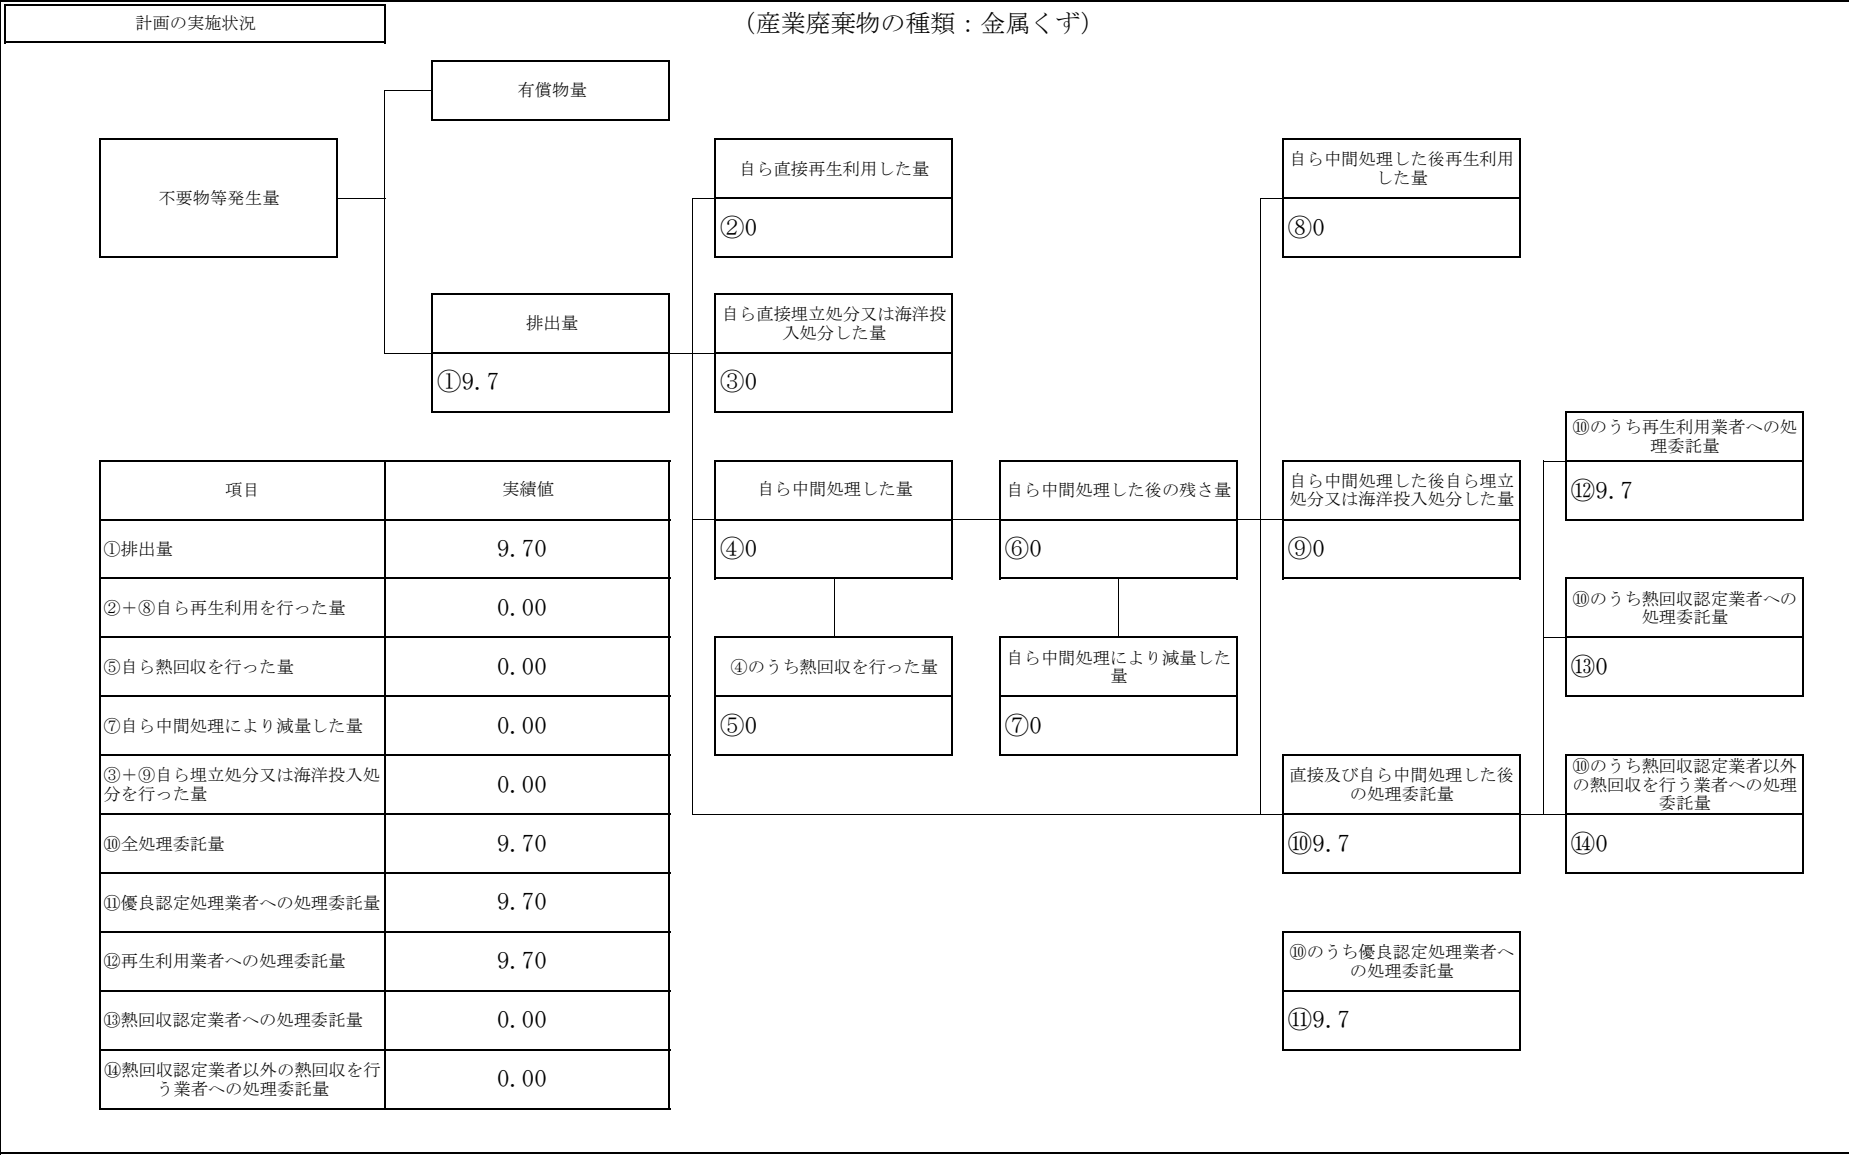 計画の実施状況
（産業廃棄物の種類：金属くず）
有償物量
不要物等発生量
自ら直接再生利用した量
②0
自ら中間処理した後再生利用
した量
⑧0
排出量
①9.7
自ら直接埋立処分又は海洋投
入処分した量
③0
⑩のうち再生利用業者への処
理委託量
⑫9.7
自ら中間処理した量
④0
自ら中間処理した後の残さ量
⑥0
自ら中間処理した後自ら埋立
処分又は海洋投入処分した量
⑨0
⑩のうち熱回収認定業者への
処理委託量
⑬0
④のうち熱回収を行った量
⑤0
自ら中間処理により減量した
量
⑦0
直接及び自ら中間処理した後
の処理委託量
⑩9.7
⑩のうち熱回収認定業者以外
の熱回収を行う業者への処理
委託量
⑭0
⑩のうち優良認定処理業者へ
の処理委託量
⑪9.7
項目 実績値
①排出量 9.70
②＋⑧自ら再生利用を行った量 0.00
⑤自ら熱回収を行った量 0.00
⑦自ら中間処理により減量した量 0.00
③＋⑨自ら埋立処分又は海洋投入処
分を行った量 0.00
⑩全処理委託量 9.70
⑪優良認定処理業者への処理委託量 9.70
⑫再生利用業者への処理委託量 9.70
⑬熱回収認定業者への処理委託量 0.00
⑭熱回収認定業者以外の熱回収を行
う業者への処理委託量 0.00